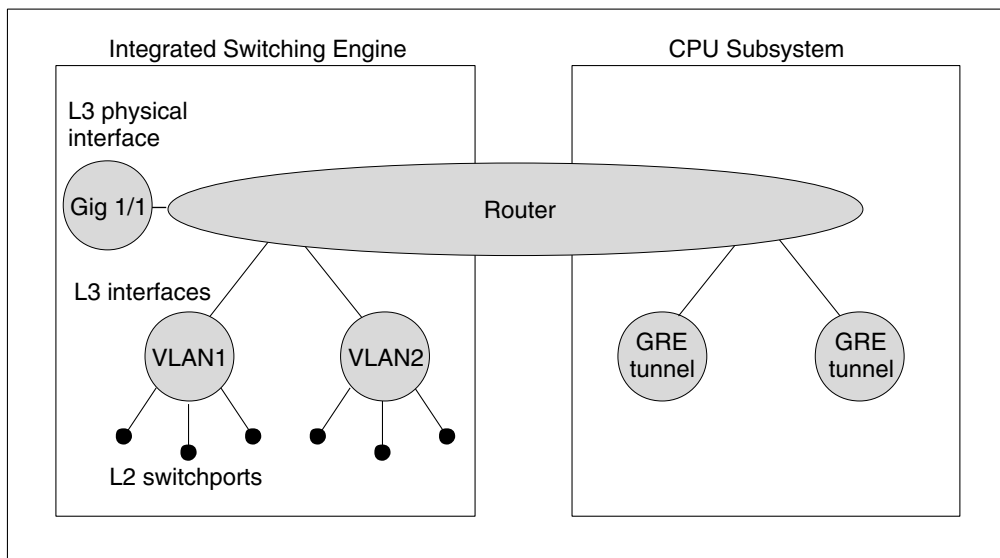 Integrated Switching Engine
CPU Subsystem
L3 physical
interface
Gig 1/1
Router
L3 interfaces
VLAN1
VLAN2
GRE
tunnel
GRE
tunnel
L2 switchports